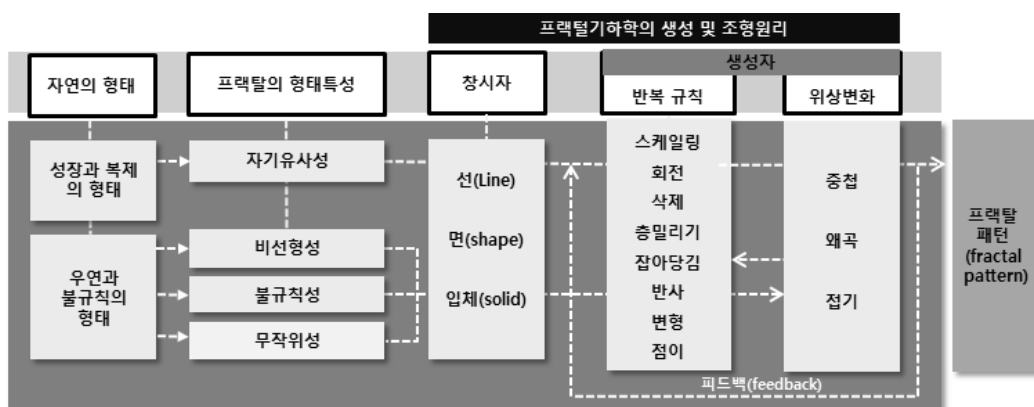 프랙털기하학의 생성 및 조형원리
자연의 형태
프랙탈의 형태특성
창시자
생성자
반복 규칙
위상변화
성장과 복제
의 형태
우연과
불규칙의
형태
자기유사성
비선형성
불규칙성
무작위성
선(Line)
면(shape)
입체(solid)
스케일링
회전
삭제
층밀리기
잡아당김
반사
변형
점이
중첩
왜곡
접기
피드백(feedback)
프랙탈
패턴
(fractal
pattern)